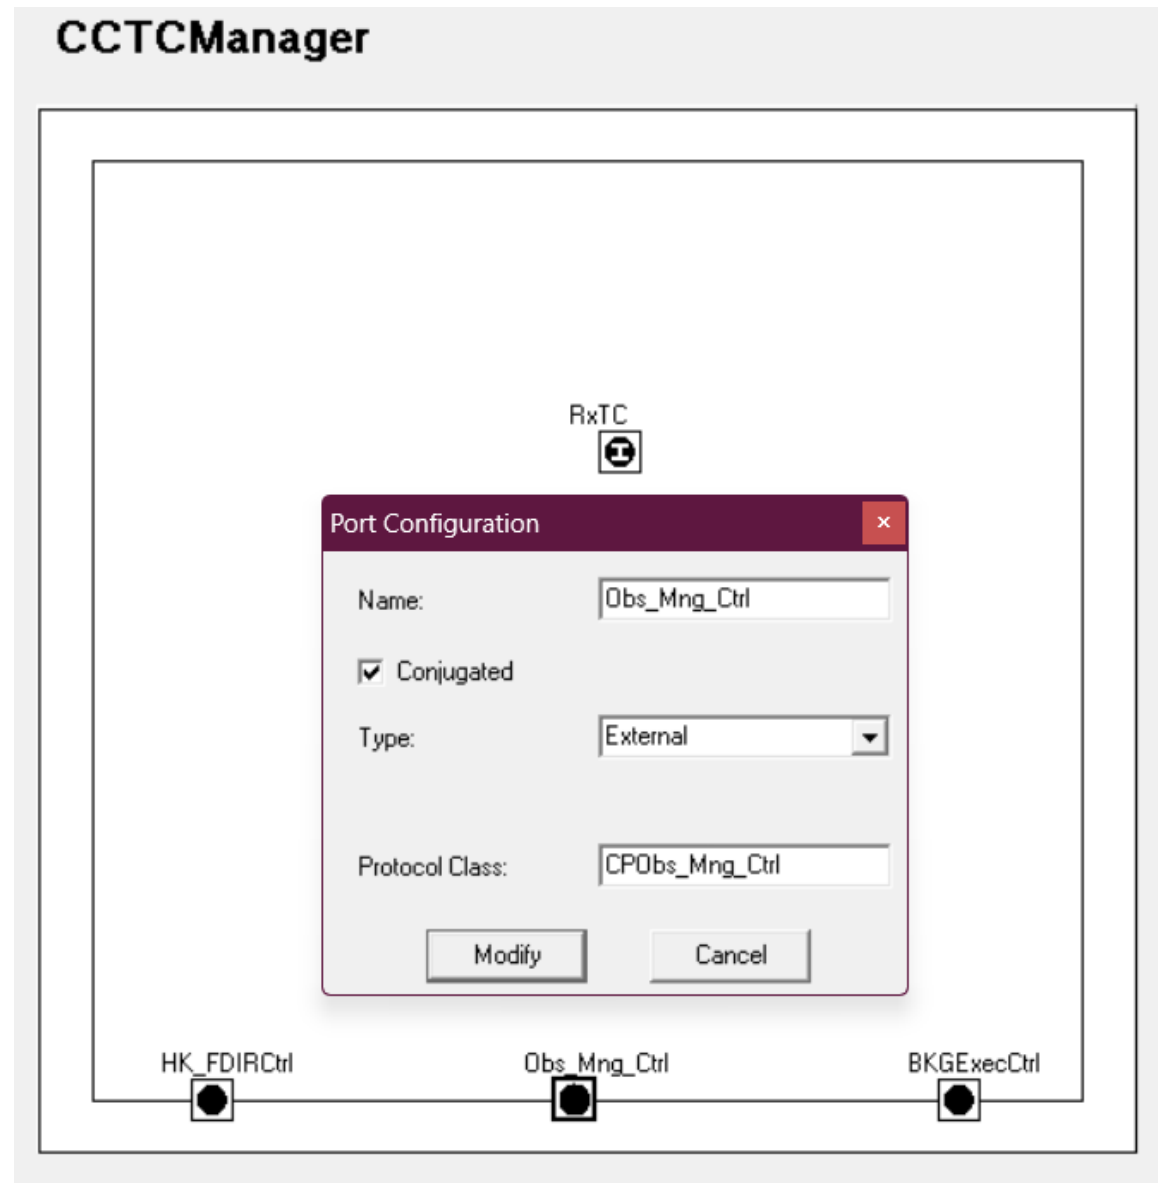 CCTCManager
RxTC
Port Configuration
Name: Obs_Mng_Ctrl
Conjugated
Type: External
Protocol Class: CPObs_Mng_Ctrl
Modify Cancel
HK_FDIRCtrl Obs_Mng_Ctrl BKGExecCtrl